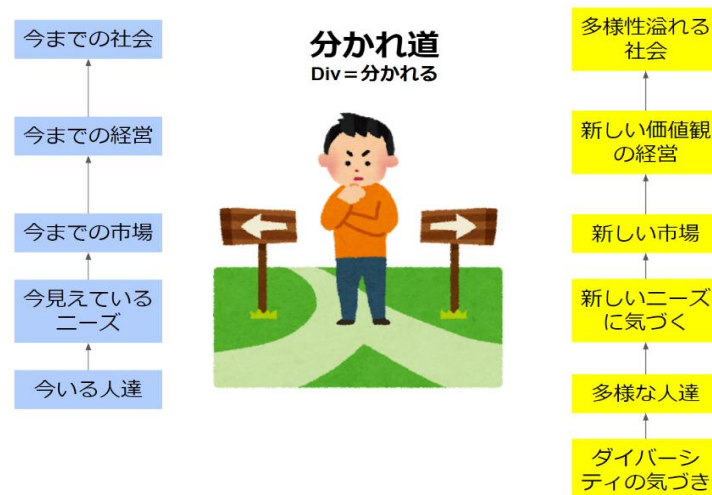 分かれ道
Div＝分かれる
今までの社会
今までの経営
今までの市場
今見えている
ニーズ
今いる人達
多様性溢れる
社会
新しい価値観
の経営
新しい市場
新しいニーズ
に気づく
多様な人達
ダイバーシ
ティの気づき